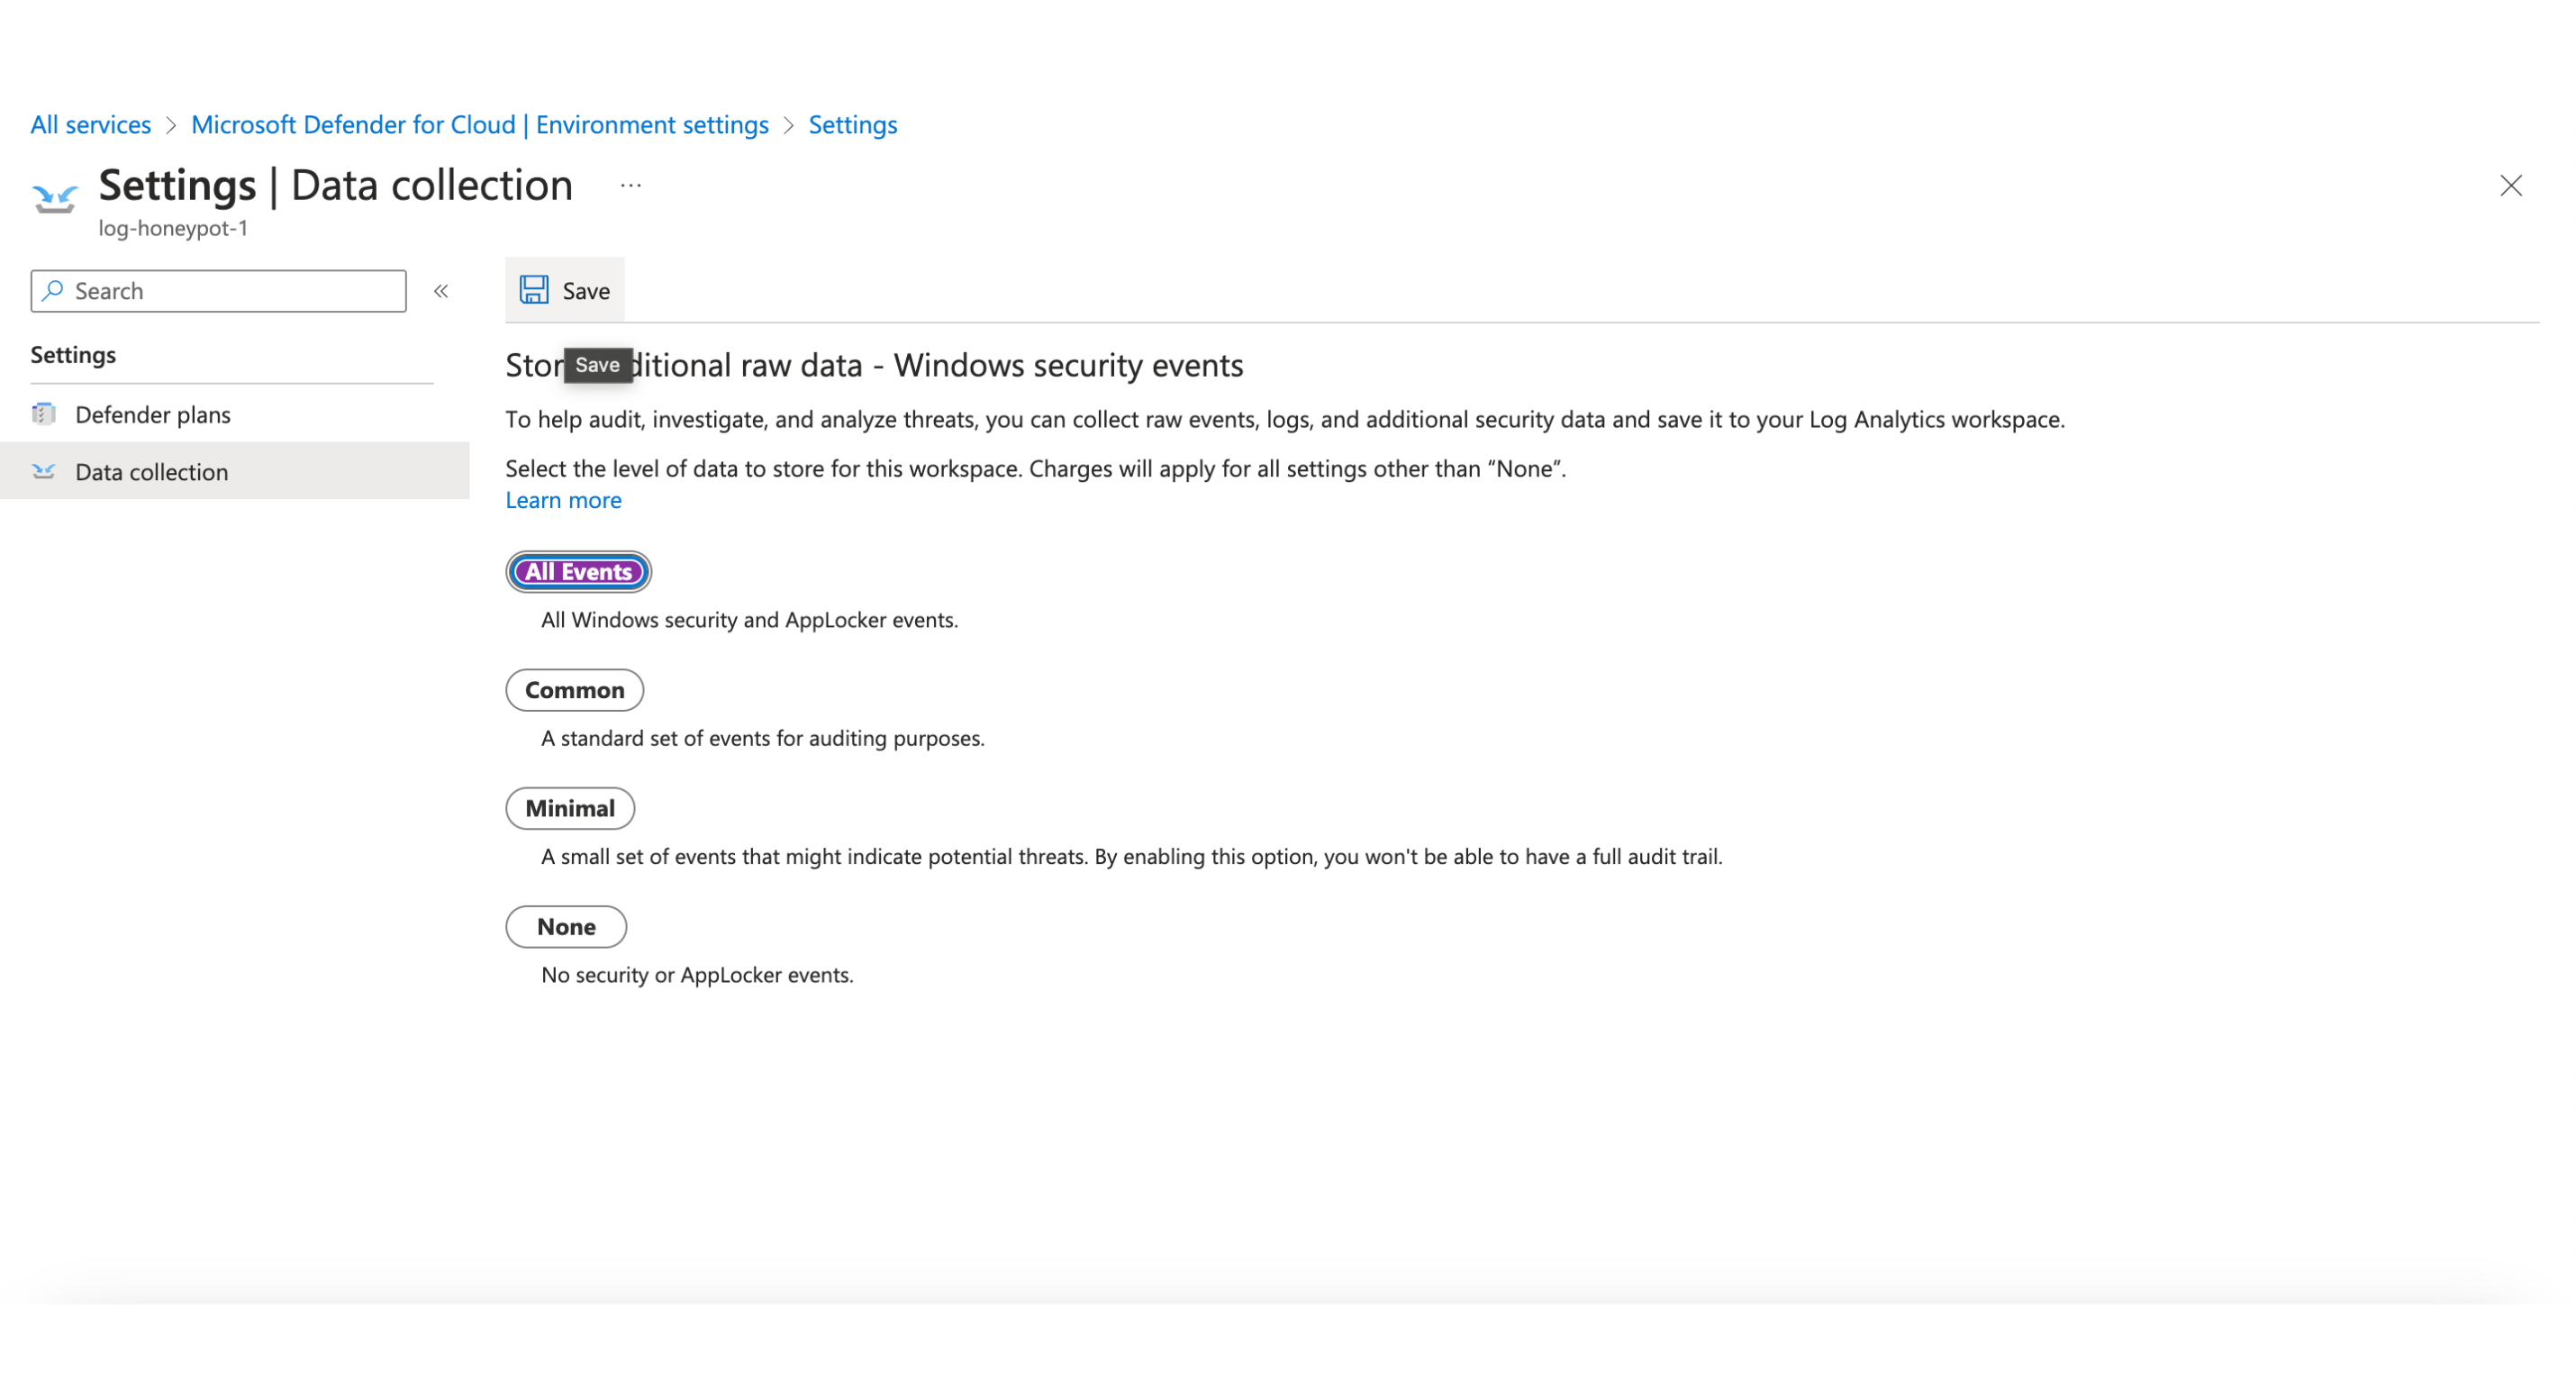 All services > Microsoft Defender for Cloud | Environment settings > Settings
Settings | Data collection ...
log-honeypot-1
Search «
Save
Settings
Save
Stor ditional raw data - Windows security events
Defender plans
To help audit, investigate, and analyze threats, you can collect raw events, logs, and additional security data and save it to your Log Analytics workspace.
Data collection
Select the level of data to store for this workspace. Charges will apply for all settings other than “None”.
Learn more
All Events
All Windows security and AppLocker events.
Common
A standard set of events for auditing purposes.
Minimal
A small set of events that might indicate potential threats. By enabling this option, you won't be able to have a full audit trail.
None
No security or AppLocker events.